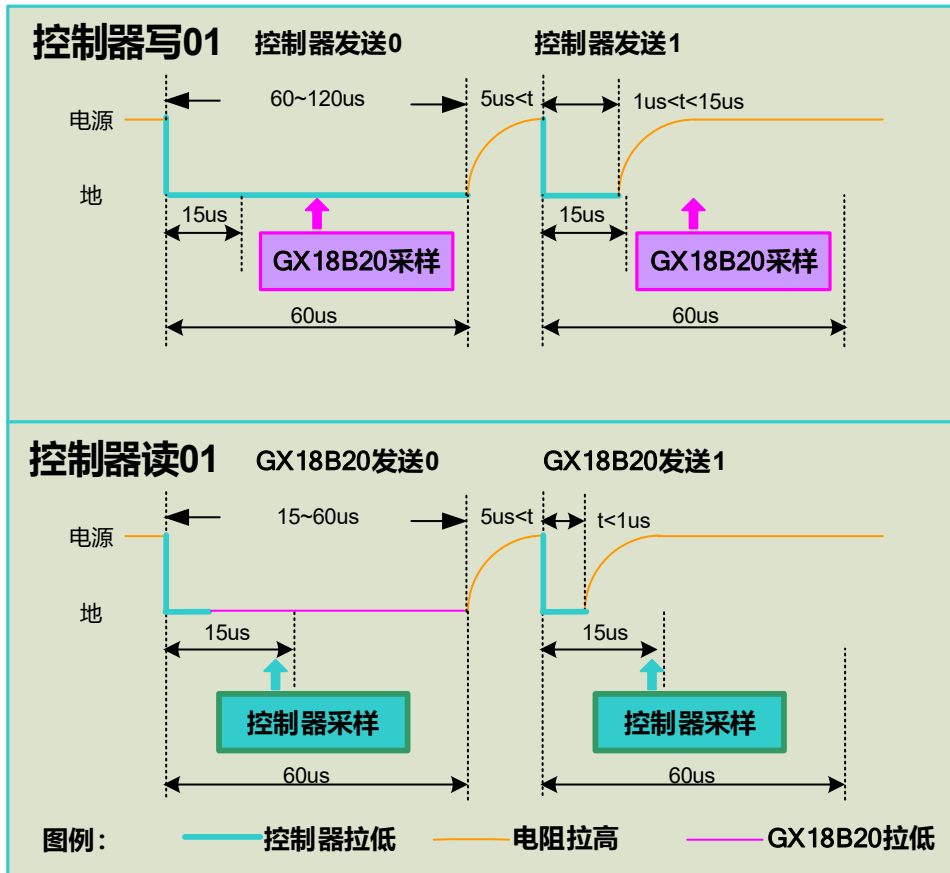 控制器写01
控制器发送0
控制器发送1
60~120us
5us<t
1us<t<15us
电源
地
15us
15us
GX18B20采样
GX18B20采样
60us
60us
控制器读01
GX18B20发送0
GX18B20发送1
15~60us
5us<t
t<1us
电源
地
15us
15us
控制器采样
控制器采样
60us
60us
图例：
控制器拉低
电阻拉高
GX18B20拉低